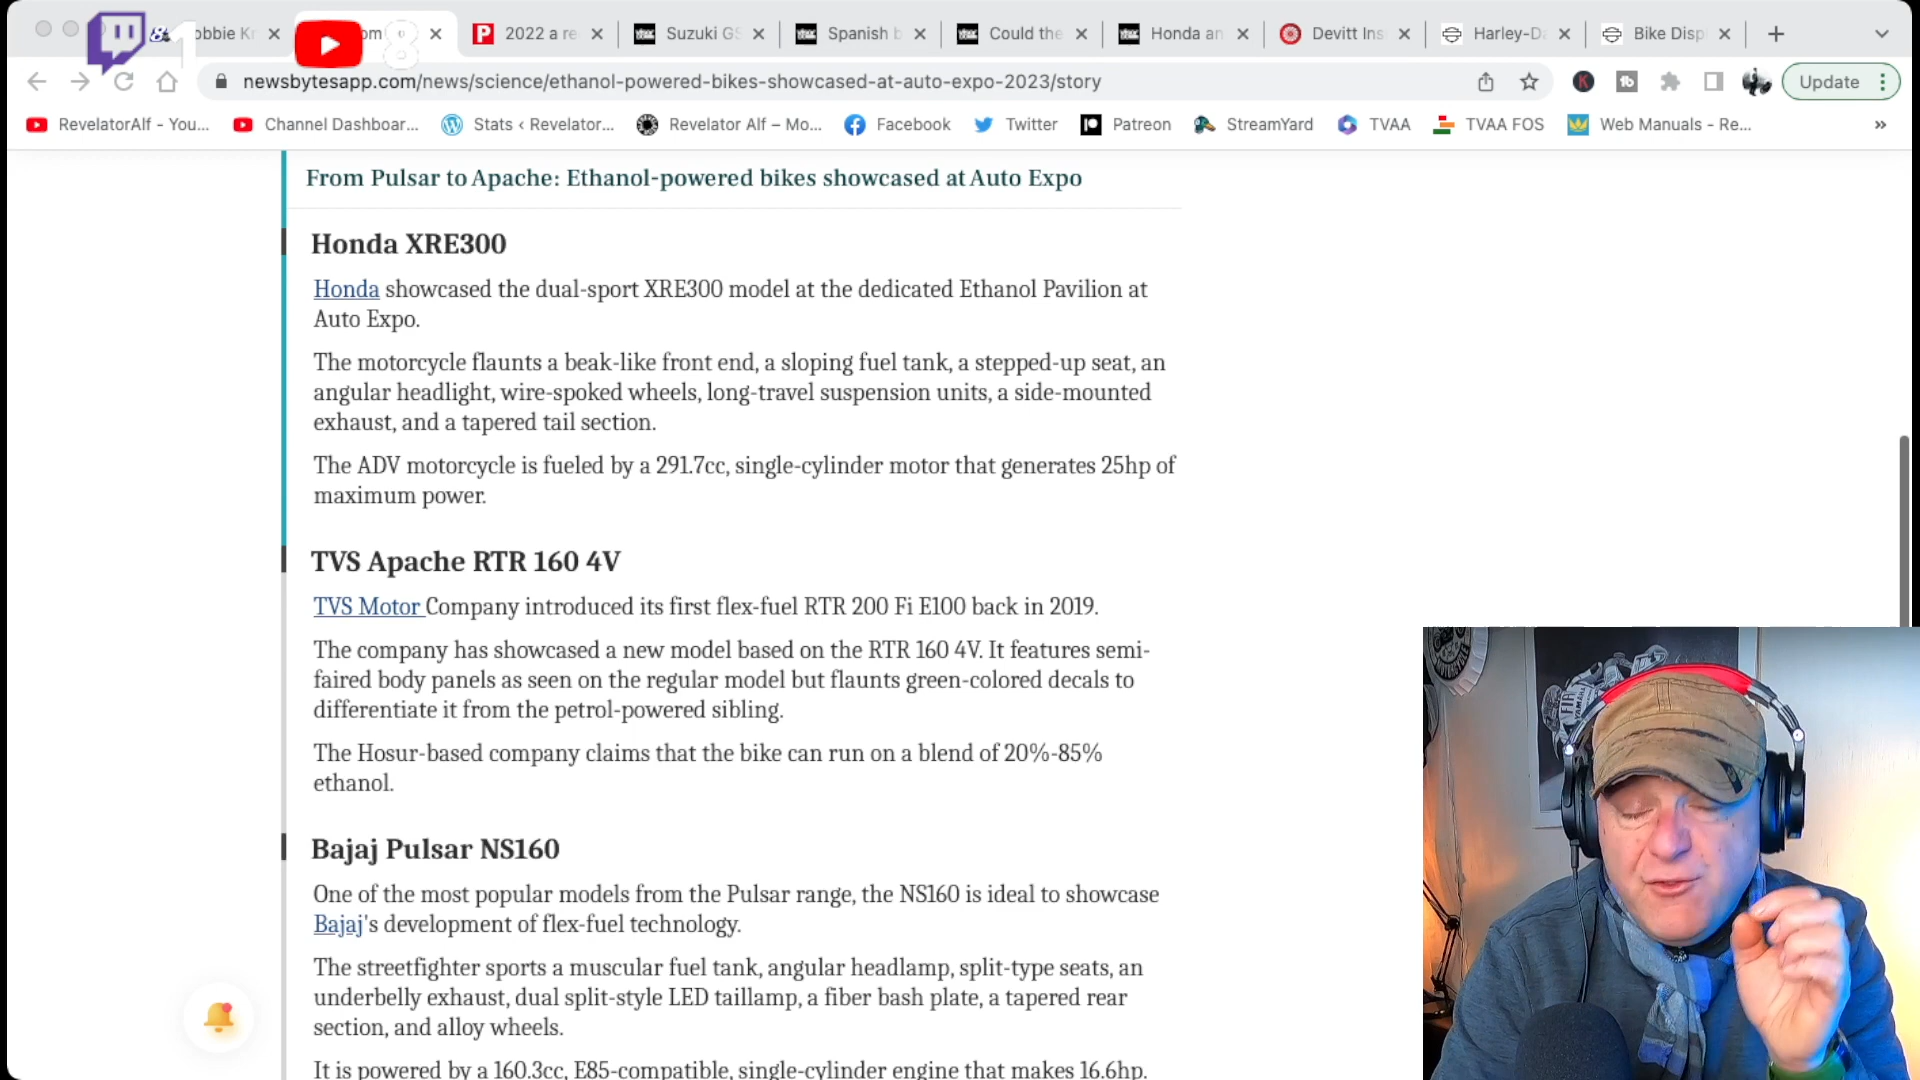 obbie Kr
om
8
2022 a re
Suzuki GS
Spanish b
Could the
Honda an
Devitt Ins
Harley-Da
Bike Disp
newsbytesapp.com/news/science/ethanol-powered-bikes-showcased-at-auto-expo-2023/story
Update
RevelatorAlf - You...
Channel Dashboar...
Stats ‹ Revelator...
Revelator Alf – Mo...
Facebook
Twitter
Patreon
StreamYard
TVAA
TVAA FOS
Web Manuals - Re...
From Pulsar to Apache: Ethanol-powered bikes showcased at Auto Expo
Honda XRE300
Honda showcased the dual-sport XRE300 model at the dedicated Ethanol Pavilion at
Auto Expo.
The motorcycle flaunts a beak-like front end, a sloping fuel tank, a stepped-up seat, an
angular headlight, wire-spoked wheels, long-travel suspension units, a side-mounted
exhaust, and a tapered tail section.
The ADV motorcycle is fueled by a 291.7cc, single-cylinder motor that generates 25hp of
maximum power.
TVS Apache RTR 160 4V
TVS Motor Company introduced its first flex-fuel RTR 200 Fi E100 back in 2019.
The company has showcased a new model based on the RTR 160 4V. It features semi-
faired body panels as seen on the regular model but flaunts green-colored decals to
differentiate it from the petrol-powered sibling.
The Hosur-based company claims that the bike can run on a blend of 20%-85%
ethanol.
Bajaj Pulsar NS160
One of the most popular models from the Pulsar range, the NS160 is ideal to showcase
Bajaj's development of flex-fuel technology.
The streetfighter sports a muscular fuel tank, angular headlamp, split-type seats, an
underbelly exhaust, dual split-style LED taillamp, a fiber bash plate, a tapered rear
section, and alloy wheels.
It is powered by a 160.3cc, E85-compatible, single-cylinder engine that makes 16.6hp.